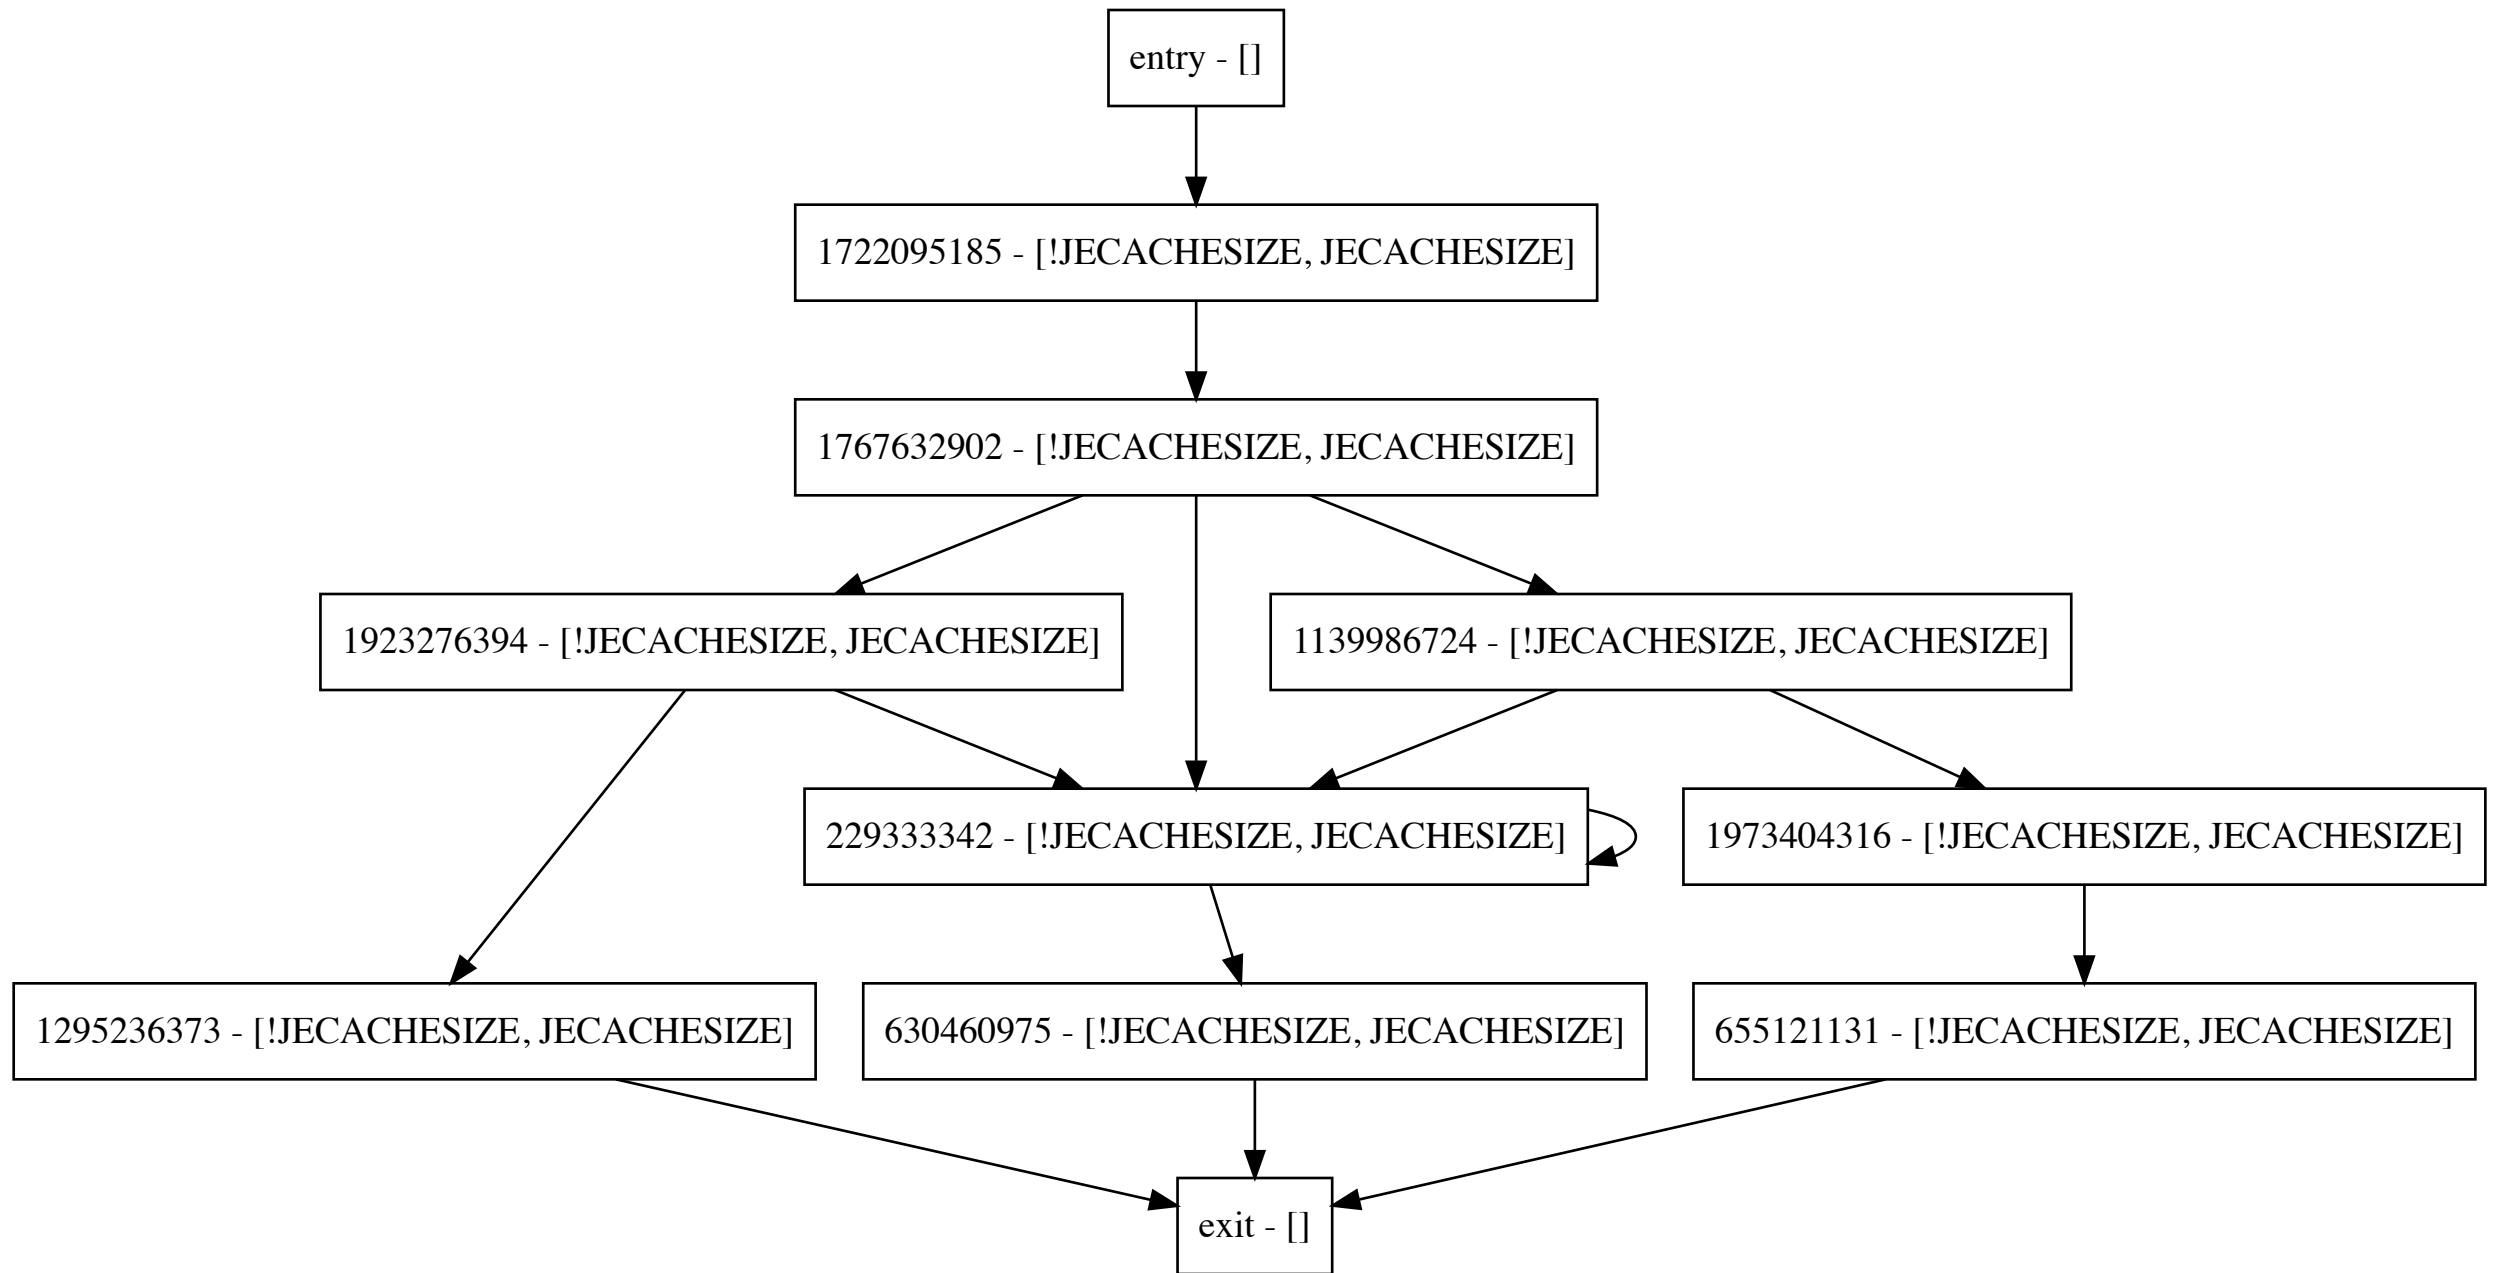 entry - []
1722095185 - [!JECACHESIZE, JECACHESIZE]
1767632902 - [!JECACHESIZE, JECACHESIZE]
1923276394 - [!JECACHESIZE, JECACHESIZE]
1139986724 - [!JECACHESIZE, JECACHESIZE]
229333342 - [!JECACHESIZE, JECACHESIZE]
1973404316 - [!JECACHESIZE, JECACHESIZE]
1295236373 - [!JECACHESIZE, JECACHESIZE]
630460975 - [!JECACHESIZE, JECACHESIZE]
655121131 - [!JECACHESIZE, JECACHESIZE]
exit - []